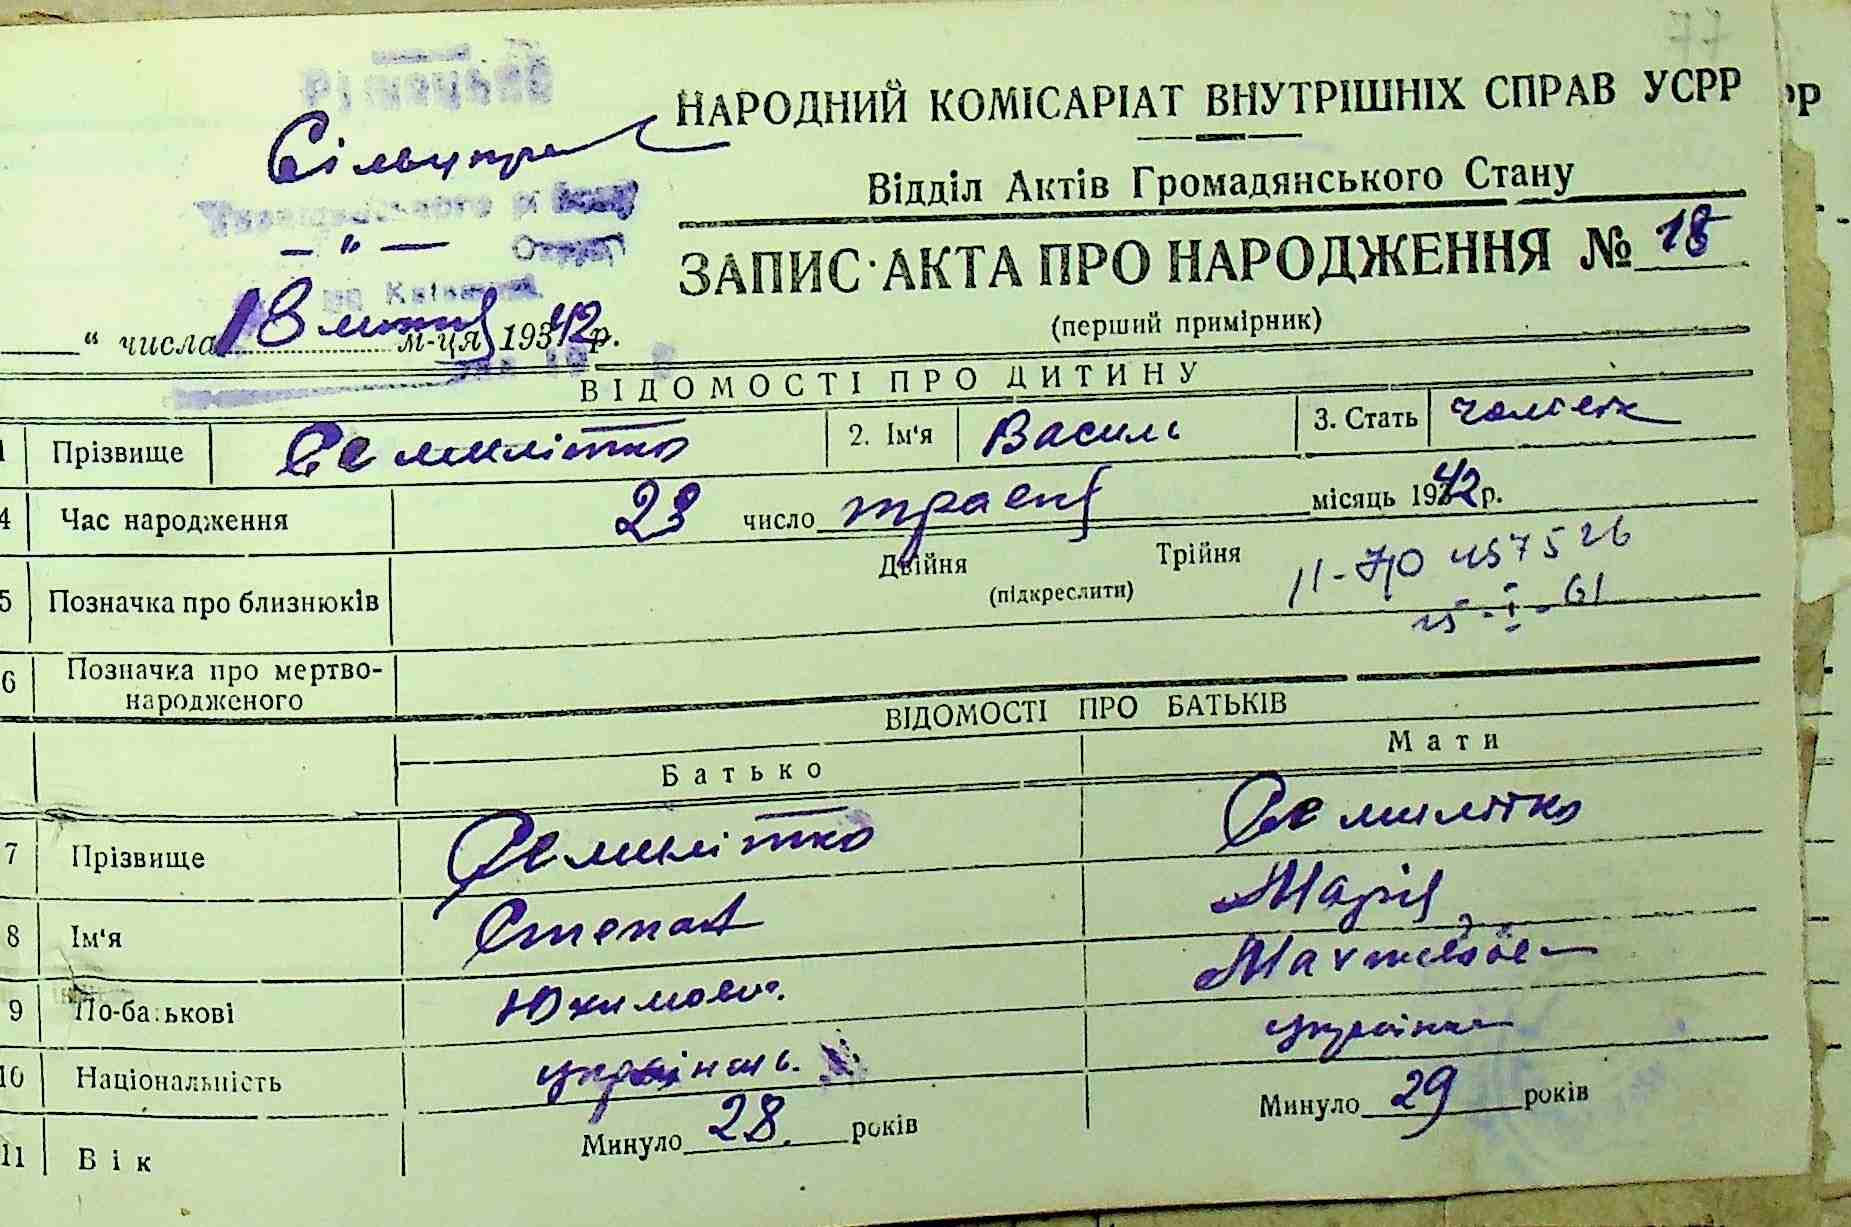 77
НАРОДНИЙ КОМІСАРІАТ ВНУТРІШНІХ СПРАВ УСРР
Сільупра
Відділ Актів Громадянського Стану
— " —
ЗАПИС АКТА ПРО НАРОДЖЕННЯ № 18
(перший примірник)
" числа 18 липня м-ця 1942 р.
ВІДОМОСТІ ПРО ДИТИНУ
1 Прізвище Семилітко 2. Ім'я Василь 3. Стать чолов
4 Час народження 23 число травня місяць 1942 р.
5 Позначка про близнюків Двійня Трійня
(підкреслити)
6 Позначка про мертво-
народженого
ВІДОМОСТІ ПРО БАТЬКІВ
Батько Мати
7 Прізвище Семилітко Семилітко
8 Ім'я Степан Марія
9 По-батькові Юхимович
10 Національність українець українка
11 Вік Минуло 28 років Минуло 29 років